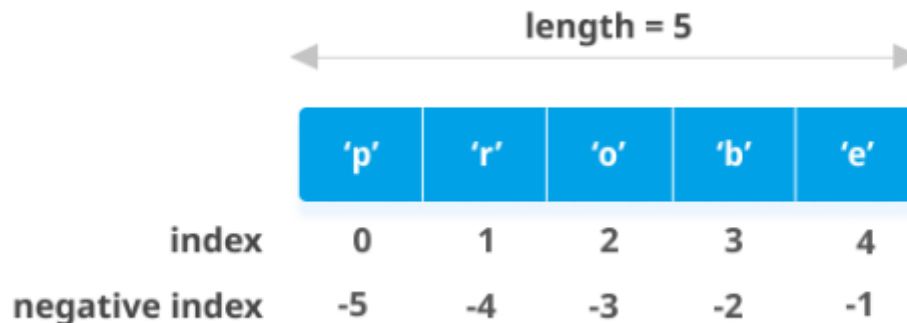 length = 5
‘p’ ‘r’ ‘o’ ‘b’ ‘e’
index 0 1 2 3 4
negative index -5 -4 -3 -2 -1